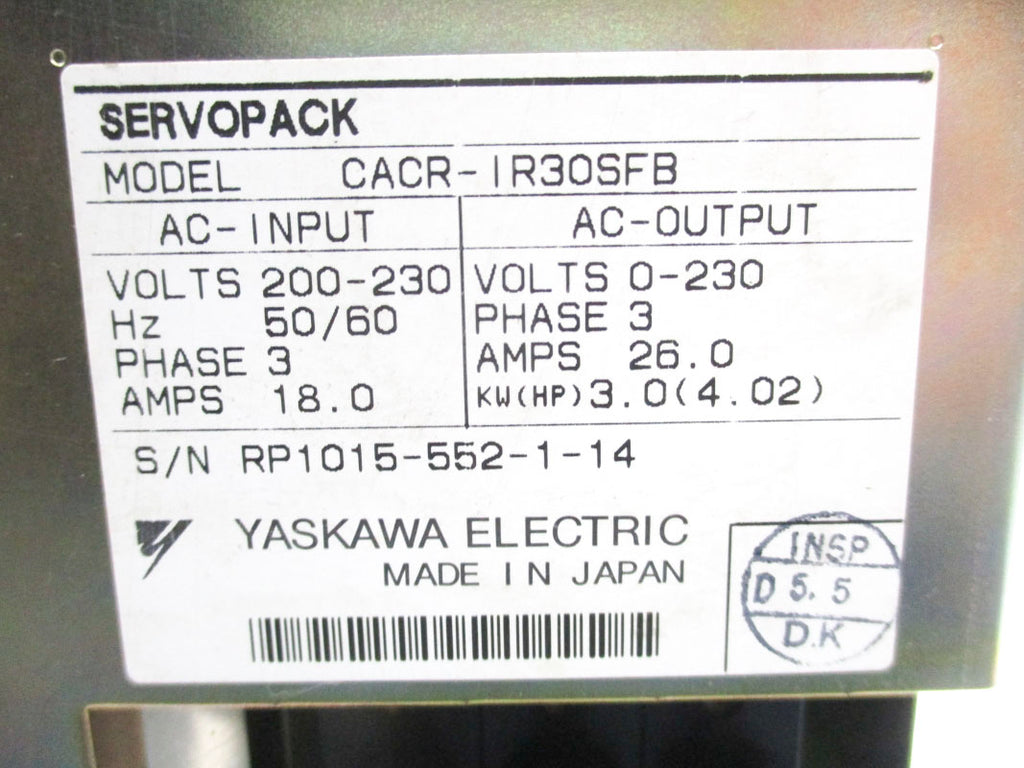 SERVOPACK
MODEL CACR-IR30SFB
AC-INPUT AC-OUTPUT
VOLTS 200-230 VOLTS 0-230
Hz 50/60 PHASE 3
PHASE 3 AMPS 26.0
AMPS 18.0 KW(HP)3.0(4.02)
S/N RP1015-552-1-14
YASKAWA ELECTRIC
MADE IN JAPAN
INSP
D 5.5
D.K